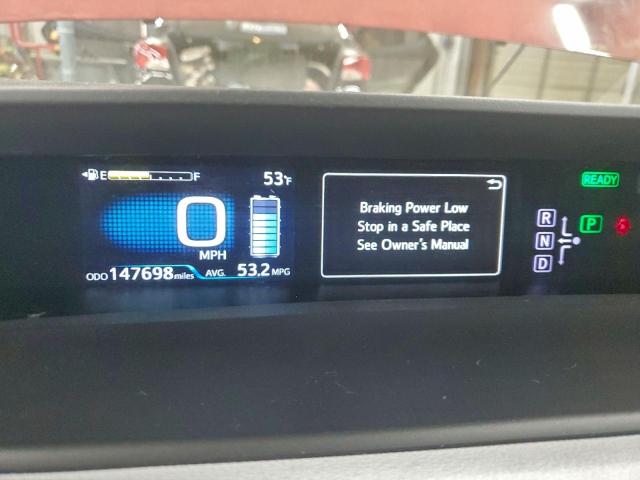 E F 53°F
0
MPH
ODO 147698 miles AVG. 53.2 MPG
Braking Power Low
Stop in a Safe Place
See Owner's Manual
READY
R
N
D
P